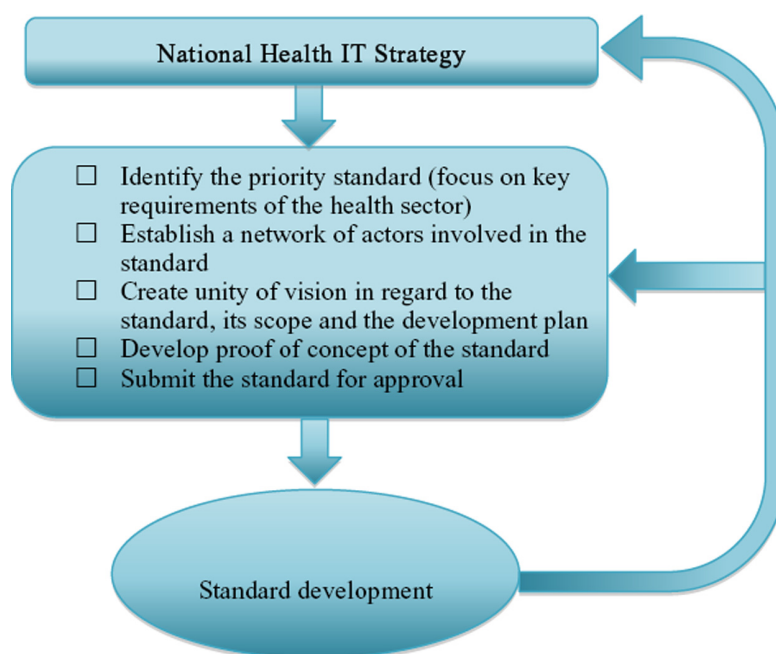 National Health IT Strategy
☐ Identify the priority standard (focus on key
requirements of the health sector)
☐ Establish a network of actors involved in the
standard
☐ Create unity of vision in regard to the
standard, its scope and the development plan
☐ Develop proof of concept of the standard
☐ Submit the standard for approval
Standard development